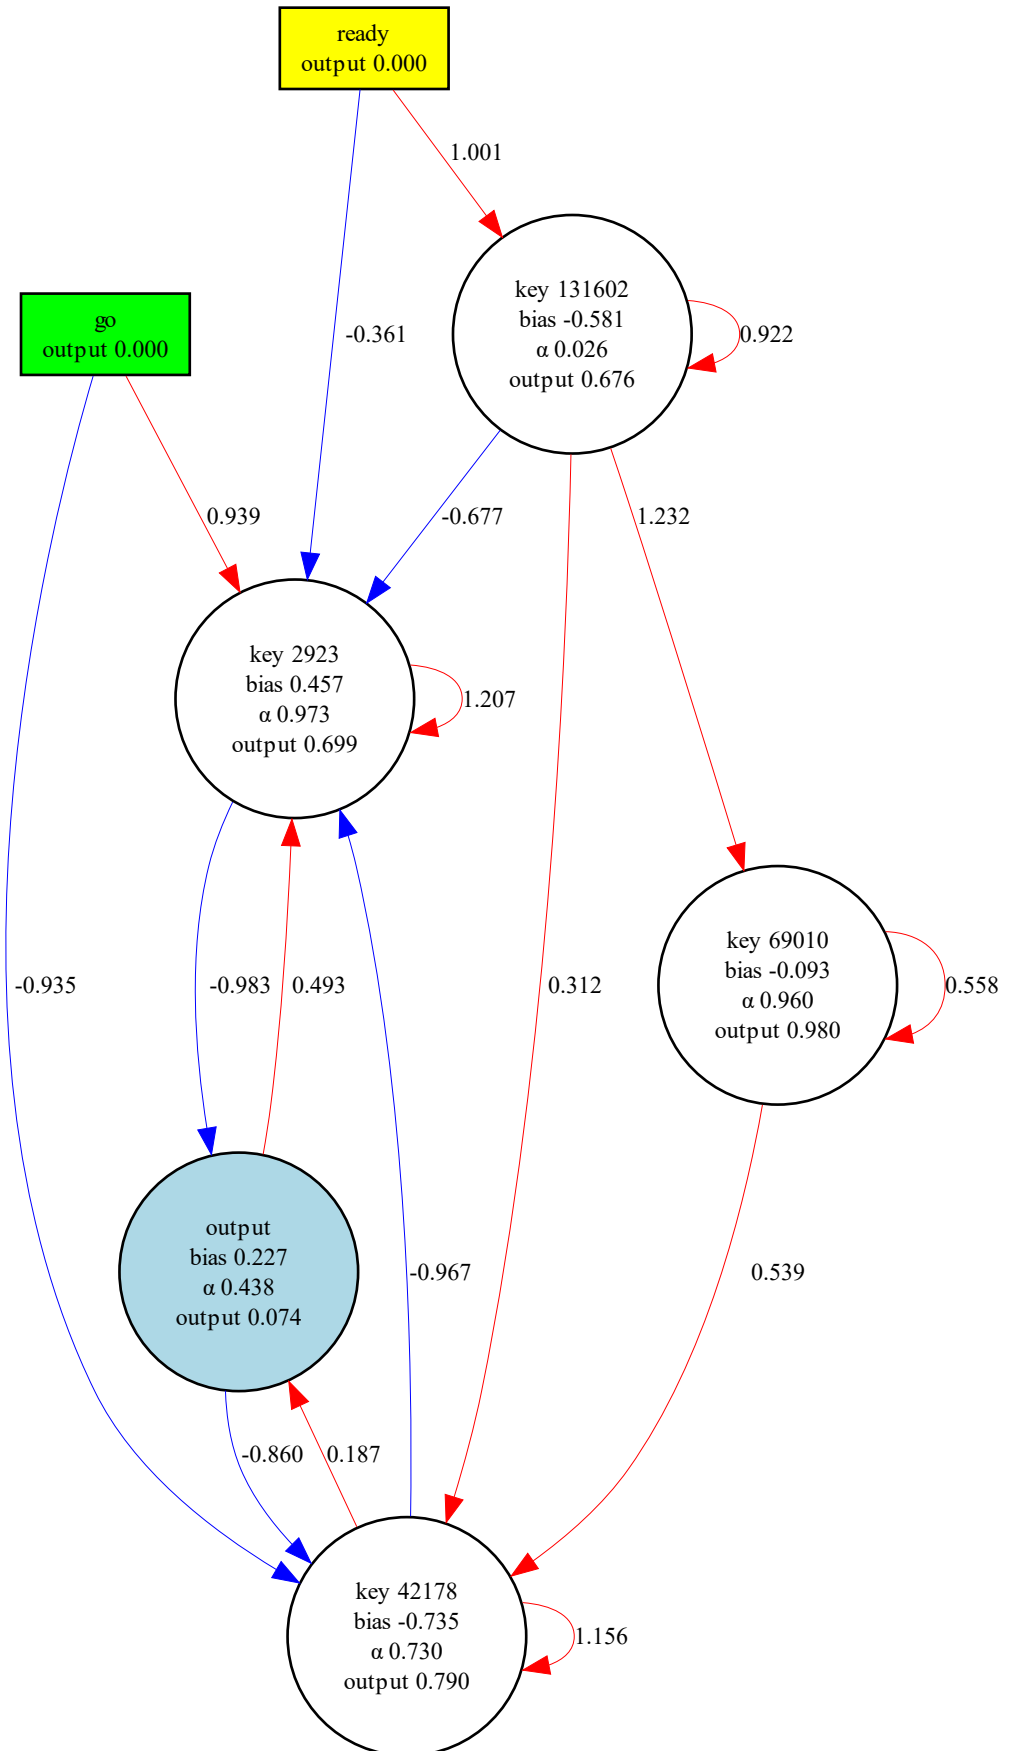 ready
output 0.000
1.001
key 131602
bias -0.581
α 0.026
output 0.676
0.922
go
output 0.000
-0.361
0.939
-0.677
1.232
key 2923
bias 0.457
α 0.973
output 0.699
1.207
key 69010
bias -0.093
α 0.960
output 0.980
0.558
-0.935
-0.983
0.493
0.312
output
bias 0.227
α 0.438
output 0.074
-0.967
0.539
-0.860
0.187
key 42178
bias -0.735
α 0.730
output 0.790
1.156